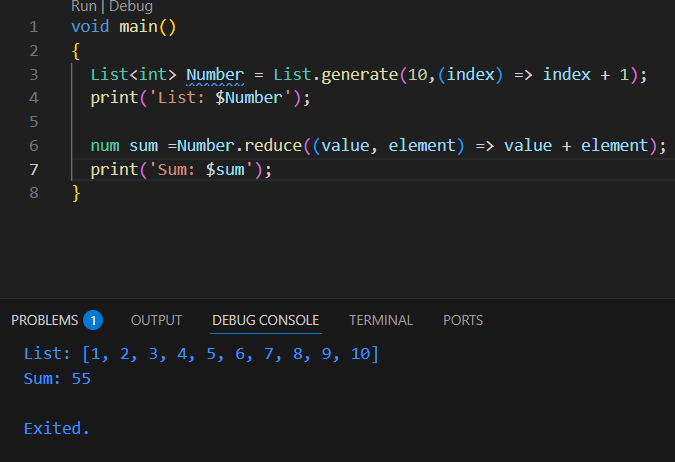 Run | Debug
1 void main()
2 {
3 List<int> Number = List.generate(10,(index) => index + 1);
4 print('List: $Number');
5
6 num sum =Number.reduce((value, element) => value + element);
7 print('Sum: $sum');
8 }
PROBLEMS 1 OUTPUT DEBUG CONSOLE TERMINAL PORTS
List: [1, 2, 3, 4, 5, 6, 7, 8, 9, 10]
Sum: 55
Exited.